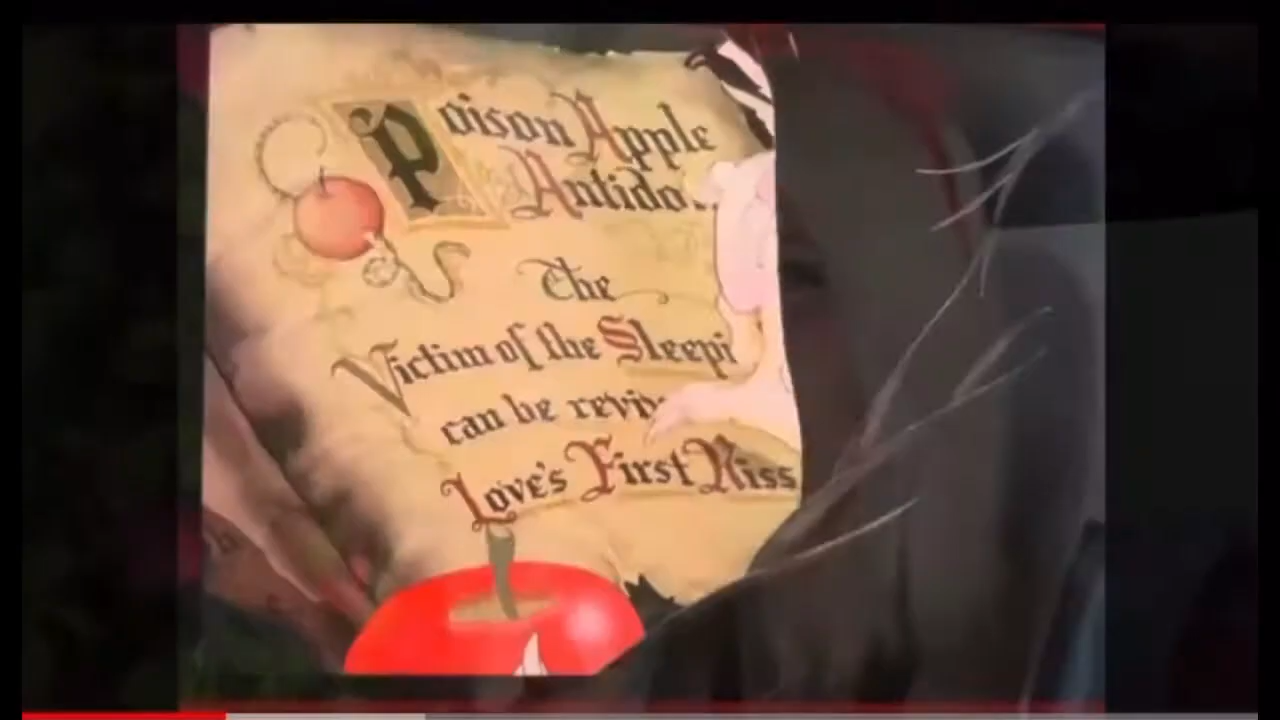 Poison Apple
Antido
The
Victim of the Sleepi
can be reviv
Love's First Kiss